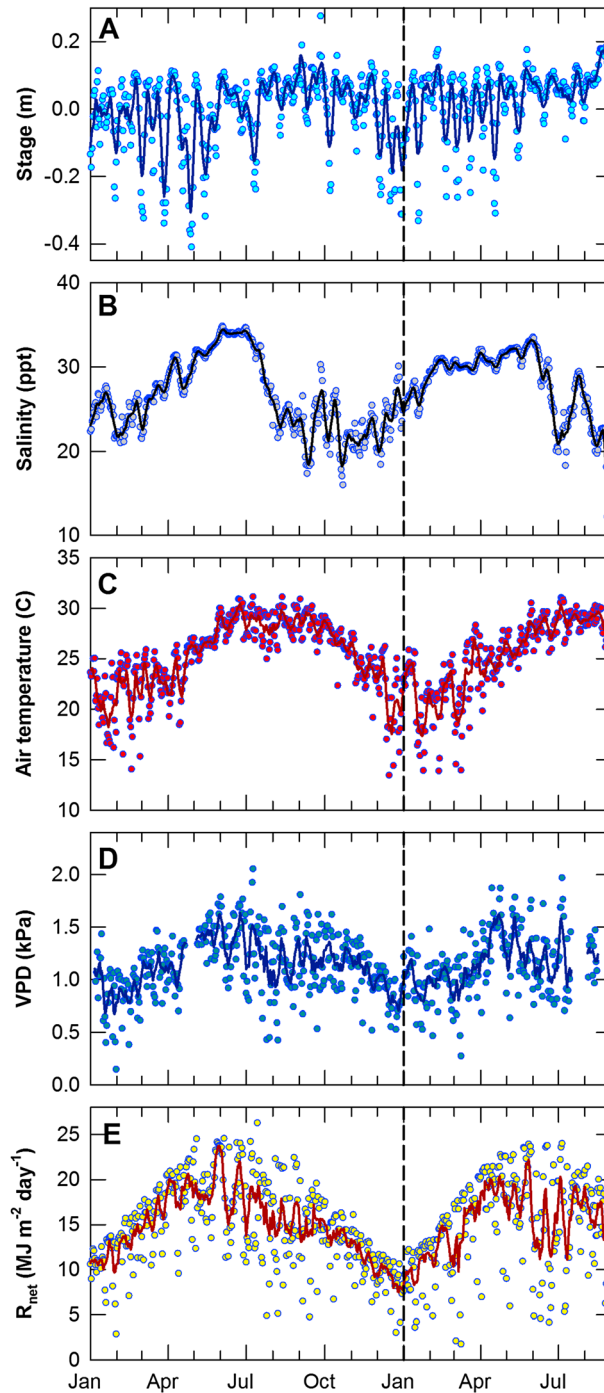 A
Stage (m)
0.2
0.0
-0.2
-0.4
B
Salinity (ppt)
40
30
20
10
C
Air temperature (C)
35
30
25
20
15
10
D
VPD (kPa)
2.0
1.5
1.0
0.5
0.0
E
R_net (MJ m⁻² day⁻¹)
25
20
15
10
5
0
Jan Apr Jul Oct Jan Apr Jul